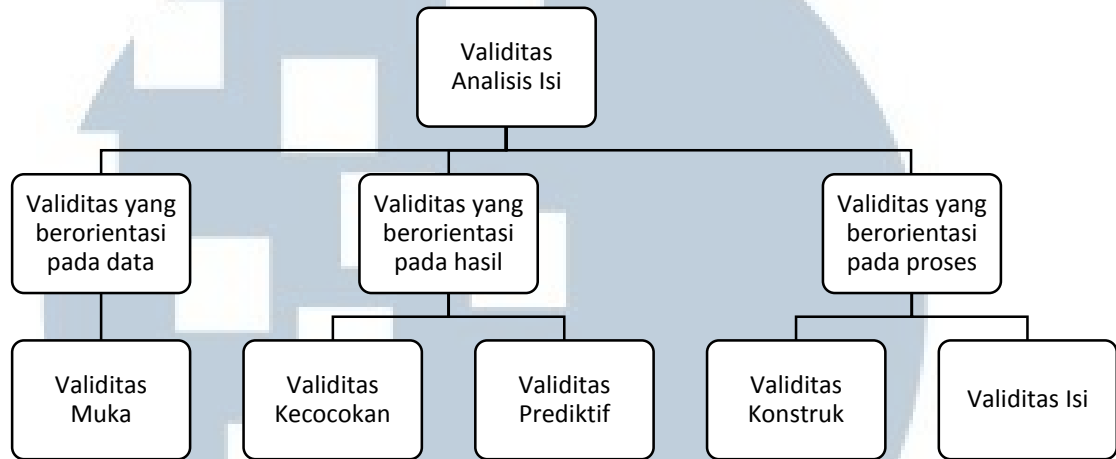 Validitas
Analisis Isi
Validitas yang
berorientasi
pada data
Validitas yang
berorientasi
pada hasil
Validitas yang
berorientasi
pada proses
Validitas
Muka
Validitas
Kecocokan
Validitas
Prediktif
Validitas
Konstruk
Validitas Isi